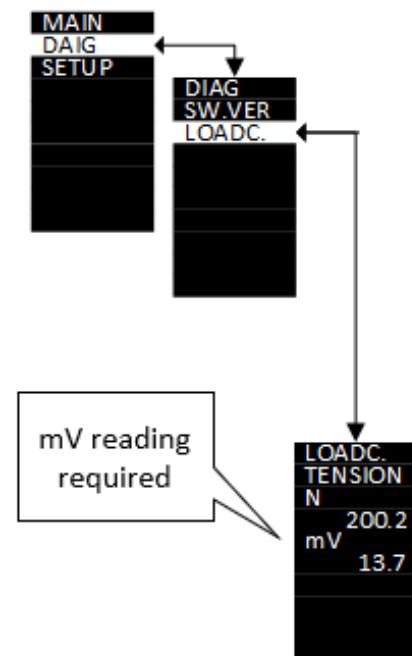 MAIN
DAIG
SETUP
DIAG
SW.VER
LOADC.
mV reading
required
LOADC.
TENSION
N
200.2
mV
13.7